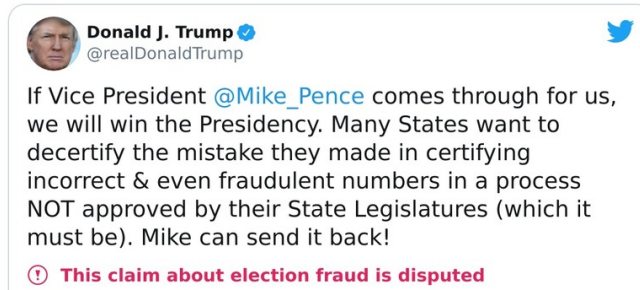 Donald J. Trump
@realDonaldTrump
If Vice President @Mike_Pence comes through for us,
we will win the Presidency. Many States want to
decertify the mistake they made in certifying
incorrect & even fraudulent numbers in a process
NOT approved by their State Legislatures (which it
must be). Mike can send it back!
This claim about election fraud is disputed